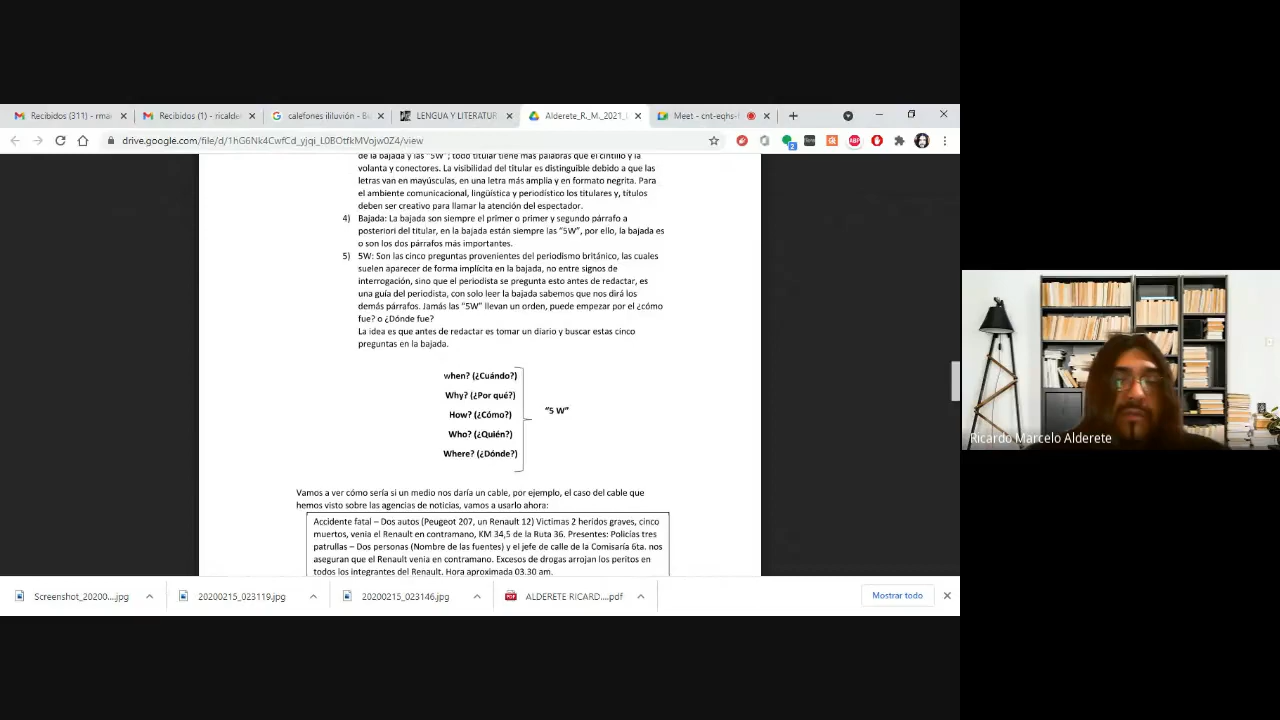 Recibidos (311) - rmar
Recibidos (1) - ricalder
calefones ililuvión - Bu
LENGUA Y LITERATUR
Alderete_R._M._2021_
Meet - cnt-eqhs-
drive.google.com/file/d/1hG6Nk4CwfCd_yjqi_L0BOtfkMVojw0Z4/view
2
ABP
de la bajada y las "5W"; todo titular tiene más palabras que el cintillo y la
volanta y conectores. La visibilidad del titular es distinguible debido a que las
letras van en mayúsculas, en una letra más amplia y en formato negrita. Para
el ambiente comunicacional, lingüística y periodístico los titulares y, títulos
deben ser creativo para llamar la atención del espectador.
4) Bajada: La bajada son siempre el primer o primer y segundo párrafo a
posteriori del titular, en la bajada están siempre las "5W", por ello, la bajada es
o son los dos párrafos más importantes.
5) 5W: Son las cinco preguntas provenientes del periodismo británico, las cuales
suelen aparecer de forma implícita en la bajada, no entre signos de
interrogación, sino que el periodista se pregunta esto antes de redactar, es
una guía del periodista, con solo leer la bajada sabemos que nos dirá los
demás párrafos. Jamás las "5W" llevan un orden, puede empezar por el ¿cómo
fue? o ¿Dónde fue?
La idea es que antes de redactar es tomar un diario y buscar estas cinco
preguntas en la bajada.
when? (¿Cuándo?)
Why? (¿Por qué?)
How? (¿Cómo?)
"5 W"
Who? (¿Quién?)
Where? (¿Dónde?)
Vamos a ver cómo sería si un medio nos daría un cable, por ejemplo, el caso del cable que
hemos visto sobre las agencias de noticias, vamos a usarlo ahora:
Accidente fatal – Dos autos (Peugeot 207, un Renault 12) Victimas 2 heridos graves, cinco
muertos, venia el Renault en contramano, KM 34,5 de la Ruta 36. Presentes: Policías tres
patrullas – Dos personas (Nombre de las fuentes) y el jefe de calle de la Comisaría 6ta. nos
aseguran que el Renault venía en contramano. Excesos de drogas arrojan los peritos en
todos los integrantes del Renault. Hora aproximada 03.30 am.
Ricardo Marcelo Alderete
Screenshot_20200....jpg
20200215_023119.jpg
20200215_023146.jpg
PDF
ALDERETE RICARD....pdf
Mostrar todo